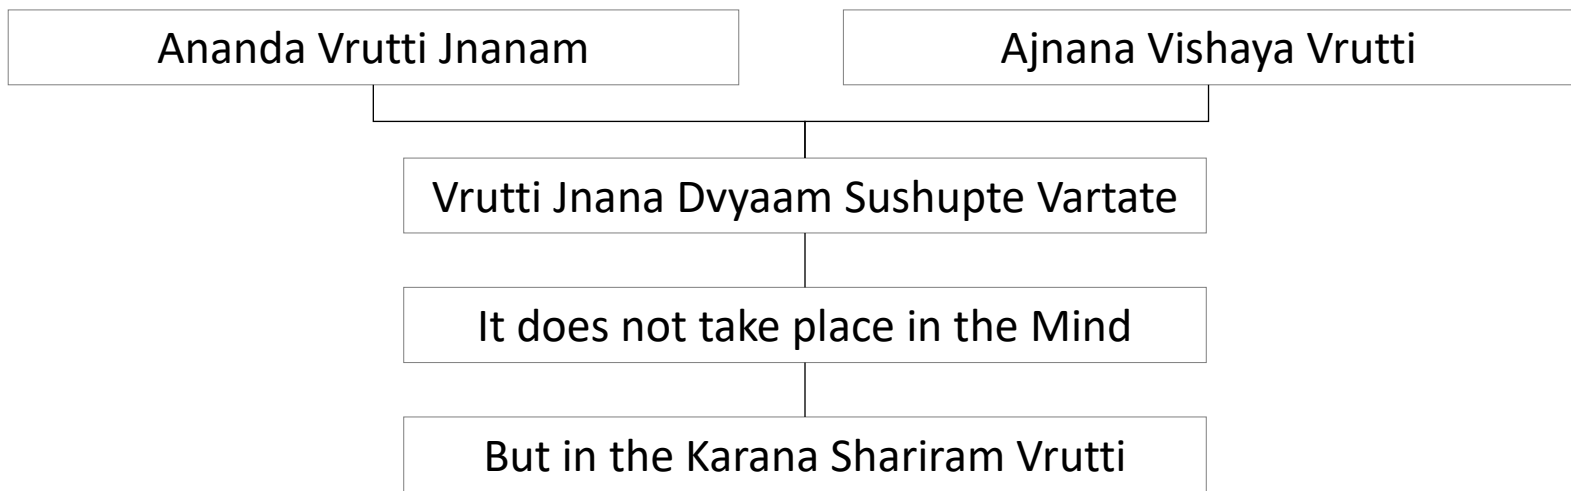 Ananda Vrutti Jnanam
Ajnana Vishaya Vrutti
Vrutti Jnana Dvyaam Sushupte Vartate
It does not take place in the Mind
But in the Karana Shariram Vrutti